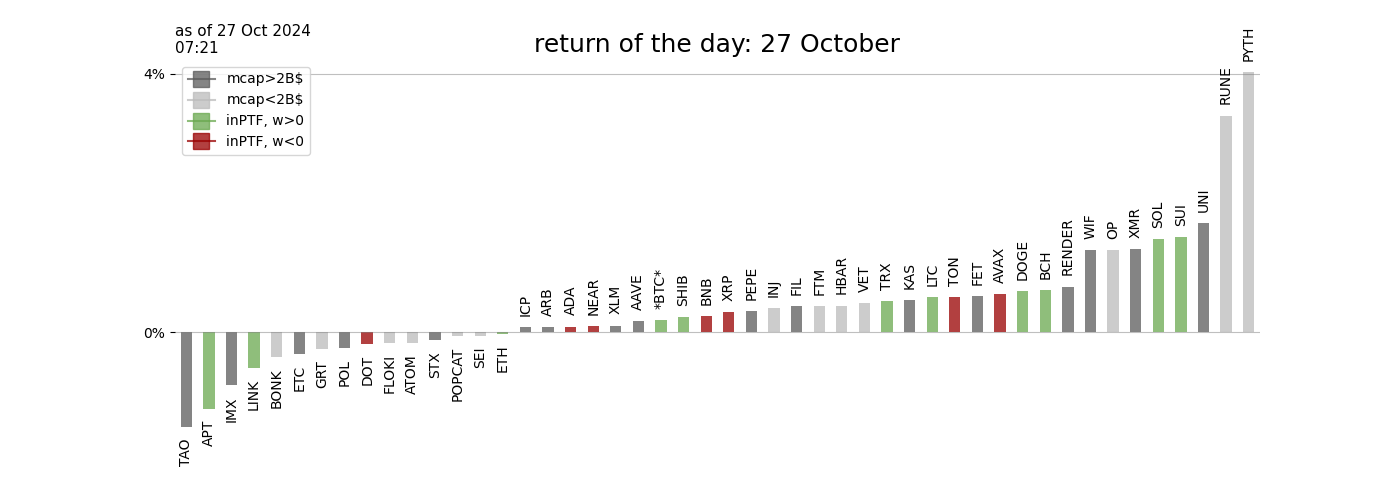 as of 27 Oct 2024
07:21
return of the day: 27 October
4%
0%
mcap>2B$
mcap<2B$
inPTF, w>0
inPTF, w<0
TAO
APT
IMX
LINK
BONK
ETC
GRT
POL
DOT
FLOKI
ATOM
STX
POPCAT
SEI
ETH
ICP
ARB
ADA
NEAR
XLM
AAVE
*BTC*
SHIB
BNB
XRP
PEPE
INJ
FIL
FTM
HBAR
VET
TRX
KAS
LTC
TON
FET
AVAX
DOGE
BCH
RENDER
WIF
OP
XMR
SOL
SUI
UNI
RUNE
PYTH